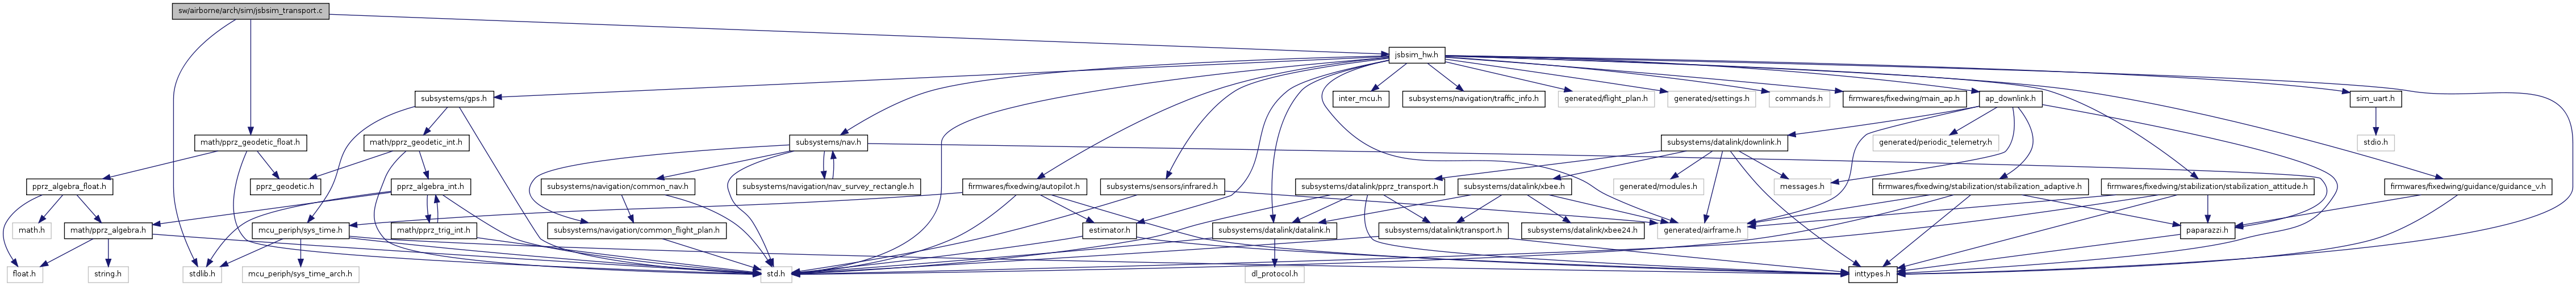 sw/airborne/arch/sim/jsbsim_transport.c
jsbsim_hw.h
subsystems/gps.h
inter_mcu.h
subsystems/navigation/traffic_info.h
generated/flight_plan.h
generated/settings.h
commands.h
firmwares/fixedwing/main_ap.h
ap_downlink.h
sim_uart.h
math/pprz_geodetic_float.h
math/pprz_geodetic_int.h
subsystems/nav.h
subsystems/datalink/downlink.h
generated/periodic_telemetry.h
stdio.h
pprz_algebra_float.h
pprz_geodetic.h
pprz_algebra_int.h
subsystems/navigation/common_nav.h
subsystems/navigation/nav_survey_rectangle.h
firmwares/fixedwing/autopilot.h
subsystems/sensors/infrared.h
subsystems/datalink/pprz_transport.h
subsystems/datalink/xbee.h
generated/modules.h
messages.h
firmwares/fixedwing/stabilization/stabilization_adaptive.h
firmwares/fixedwing/stabilization/stabilization_attitude.h
firmwares/fixedwing/guidance/guidance_v.h
math.h
math/pprz_algebra.h
mcu_periph/sys_time.h
math/pprz_trig_int.h
subsystems/navigation/common_flight_plan.h
estimator.h
subsystems/datalink/datalink.h
subsystems/datalink/transport.h
subsystems/datalink/xbee24.h
generated/airframe.h
paparazzi.h
float.h
string.h
stdlib.h
mcu_periph/sys_time_arch.h
std.h
dl_protocol.h
inttypes.h